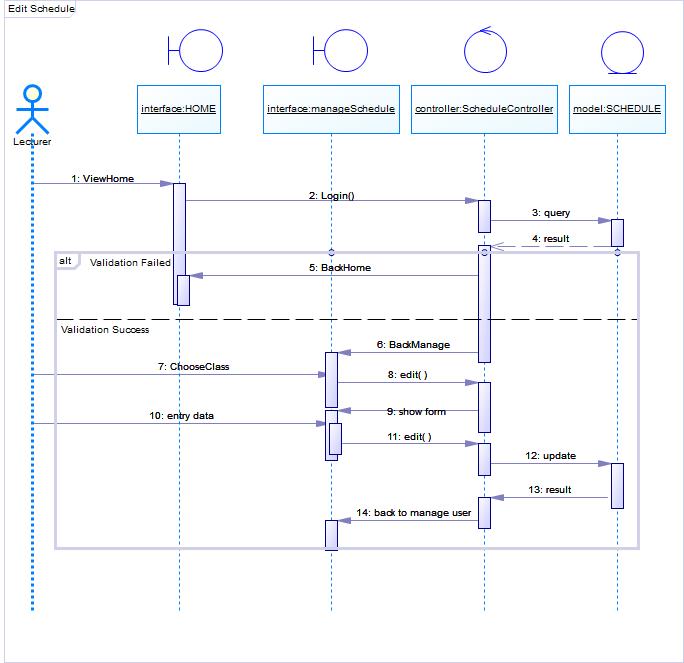 Edit Schedule
interface:HOME
interface:manageSchedule
controller:ScheduleController
model:SCHEDULE
Lecturer
1: ViewHome
2: Login()
3: query
4: result
alt
Validation Failed
5: BackHome
Validation Success
6: BackManage
7: ChooseClass
8: edit( )
9: show form
10: entry data
11: edit( )
12: update
13: result
14: back to manage user